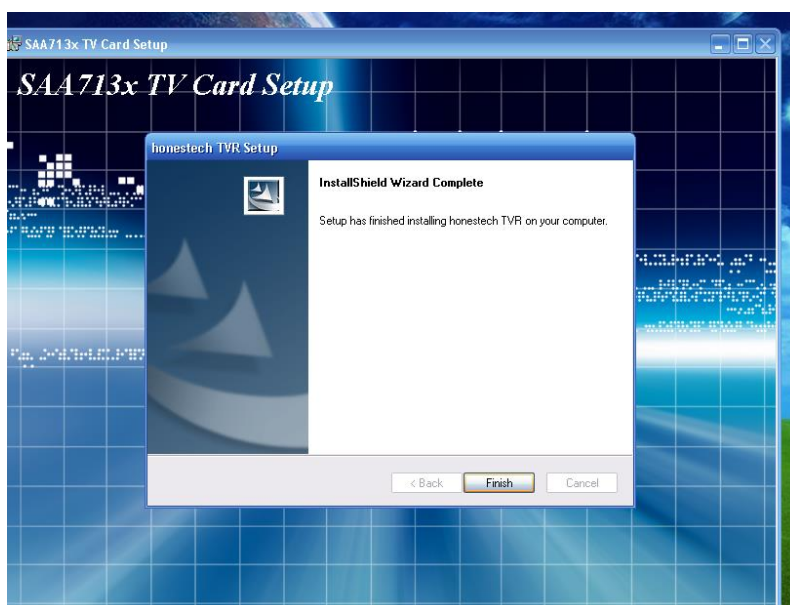 SAA713x TV Card Setup
SAA713x TV Card Setup
honestech TVR Setup
InstallShield Wizard Complete
Setup has finished installing honestech TVR on your computer.
< Back
Finish
Cancel